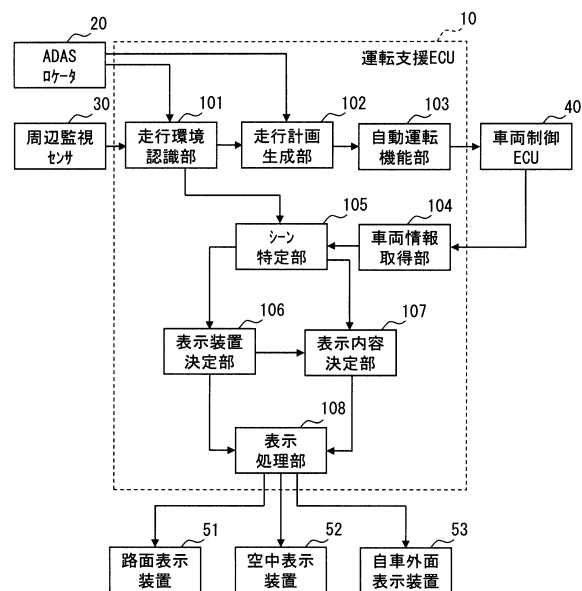 10
20
ADAS
ﾛｹｰﾀ
運転支援ECU
30
周辺監視
ｾﾝｻ
101
走行環境
認識部
102
走行計画
生成部
103
自動運転
機能部
40
車両制御
ECU
105
ｼｰﾝ
特定部
104
車両情報
取得部
106
表示装置
決定部
107
表示内容
決定部
108
表示
処理部
51
路面表示
装置
52
空中表示
装置
53
自車外面
表示装置